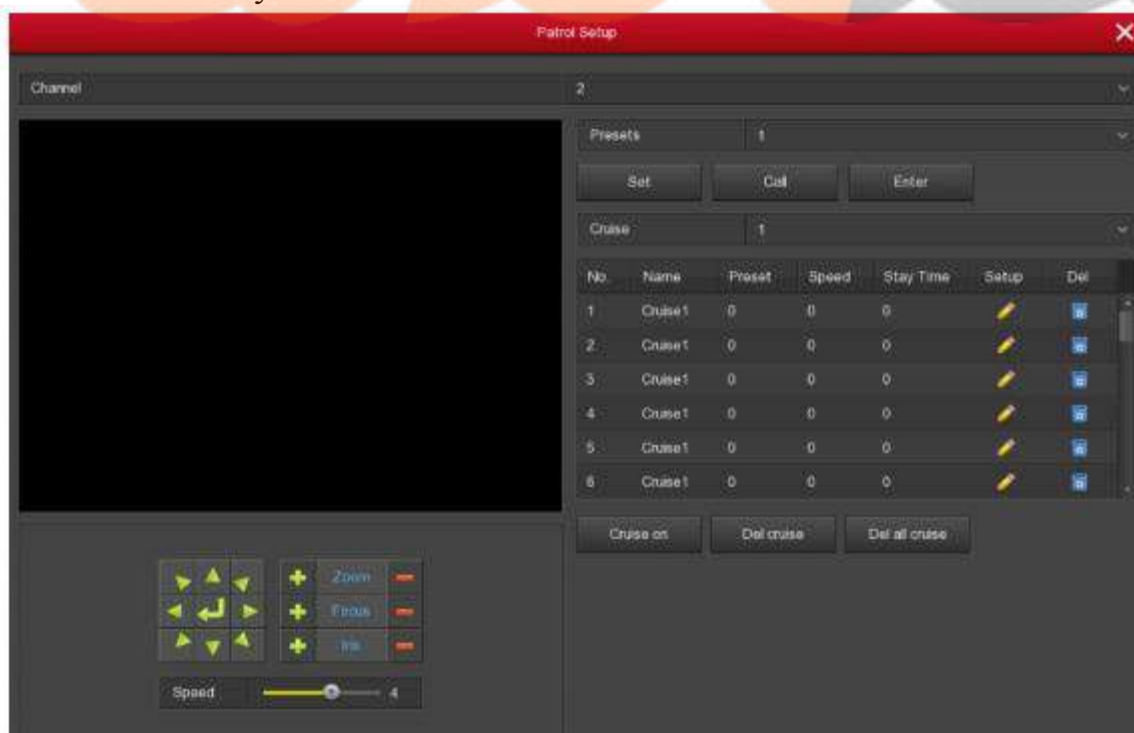 Patrol Setup
Channel 2
Presets 1
Set Call Enter
Cruise 1
No. Name Preset Speed Stay Time Setup Del
1 Cruise1 0 0 0
2 Cruise1 0 0 0
3 Cruise1 0 0 0
4 Cruise1 0 0 0
5 Cruise1 0 0 0
6 Cruise1 0 0 0
Cruise on Del cruise Del all cruise
Zoom
Focus
Iris
Speed 4